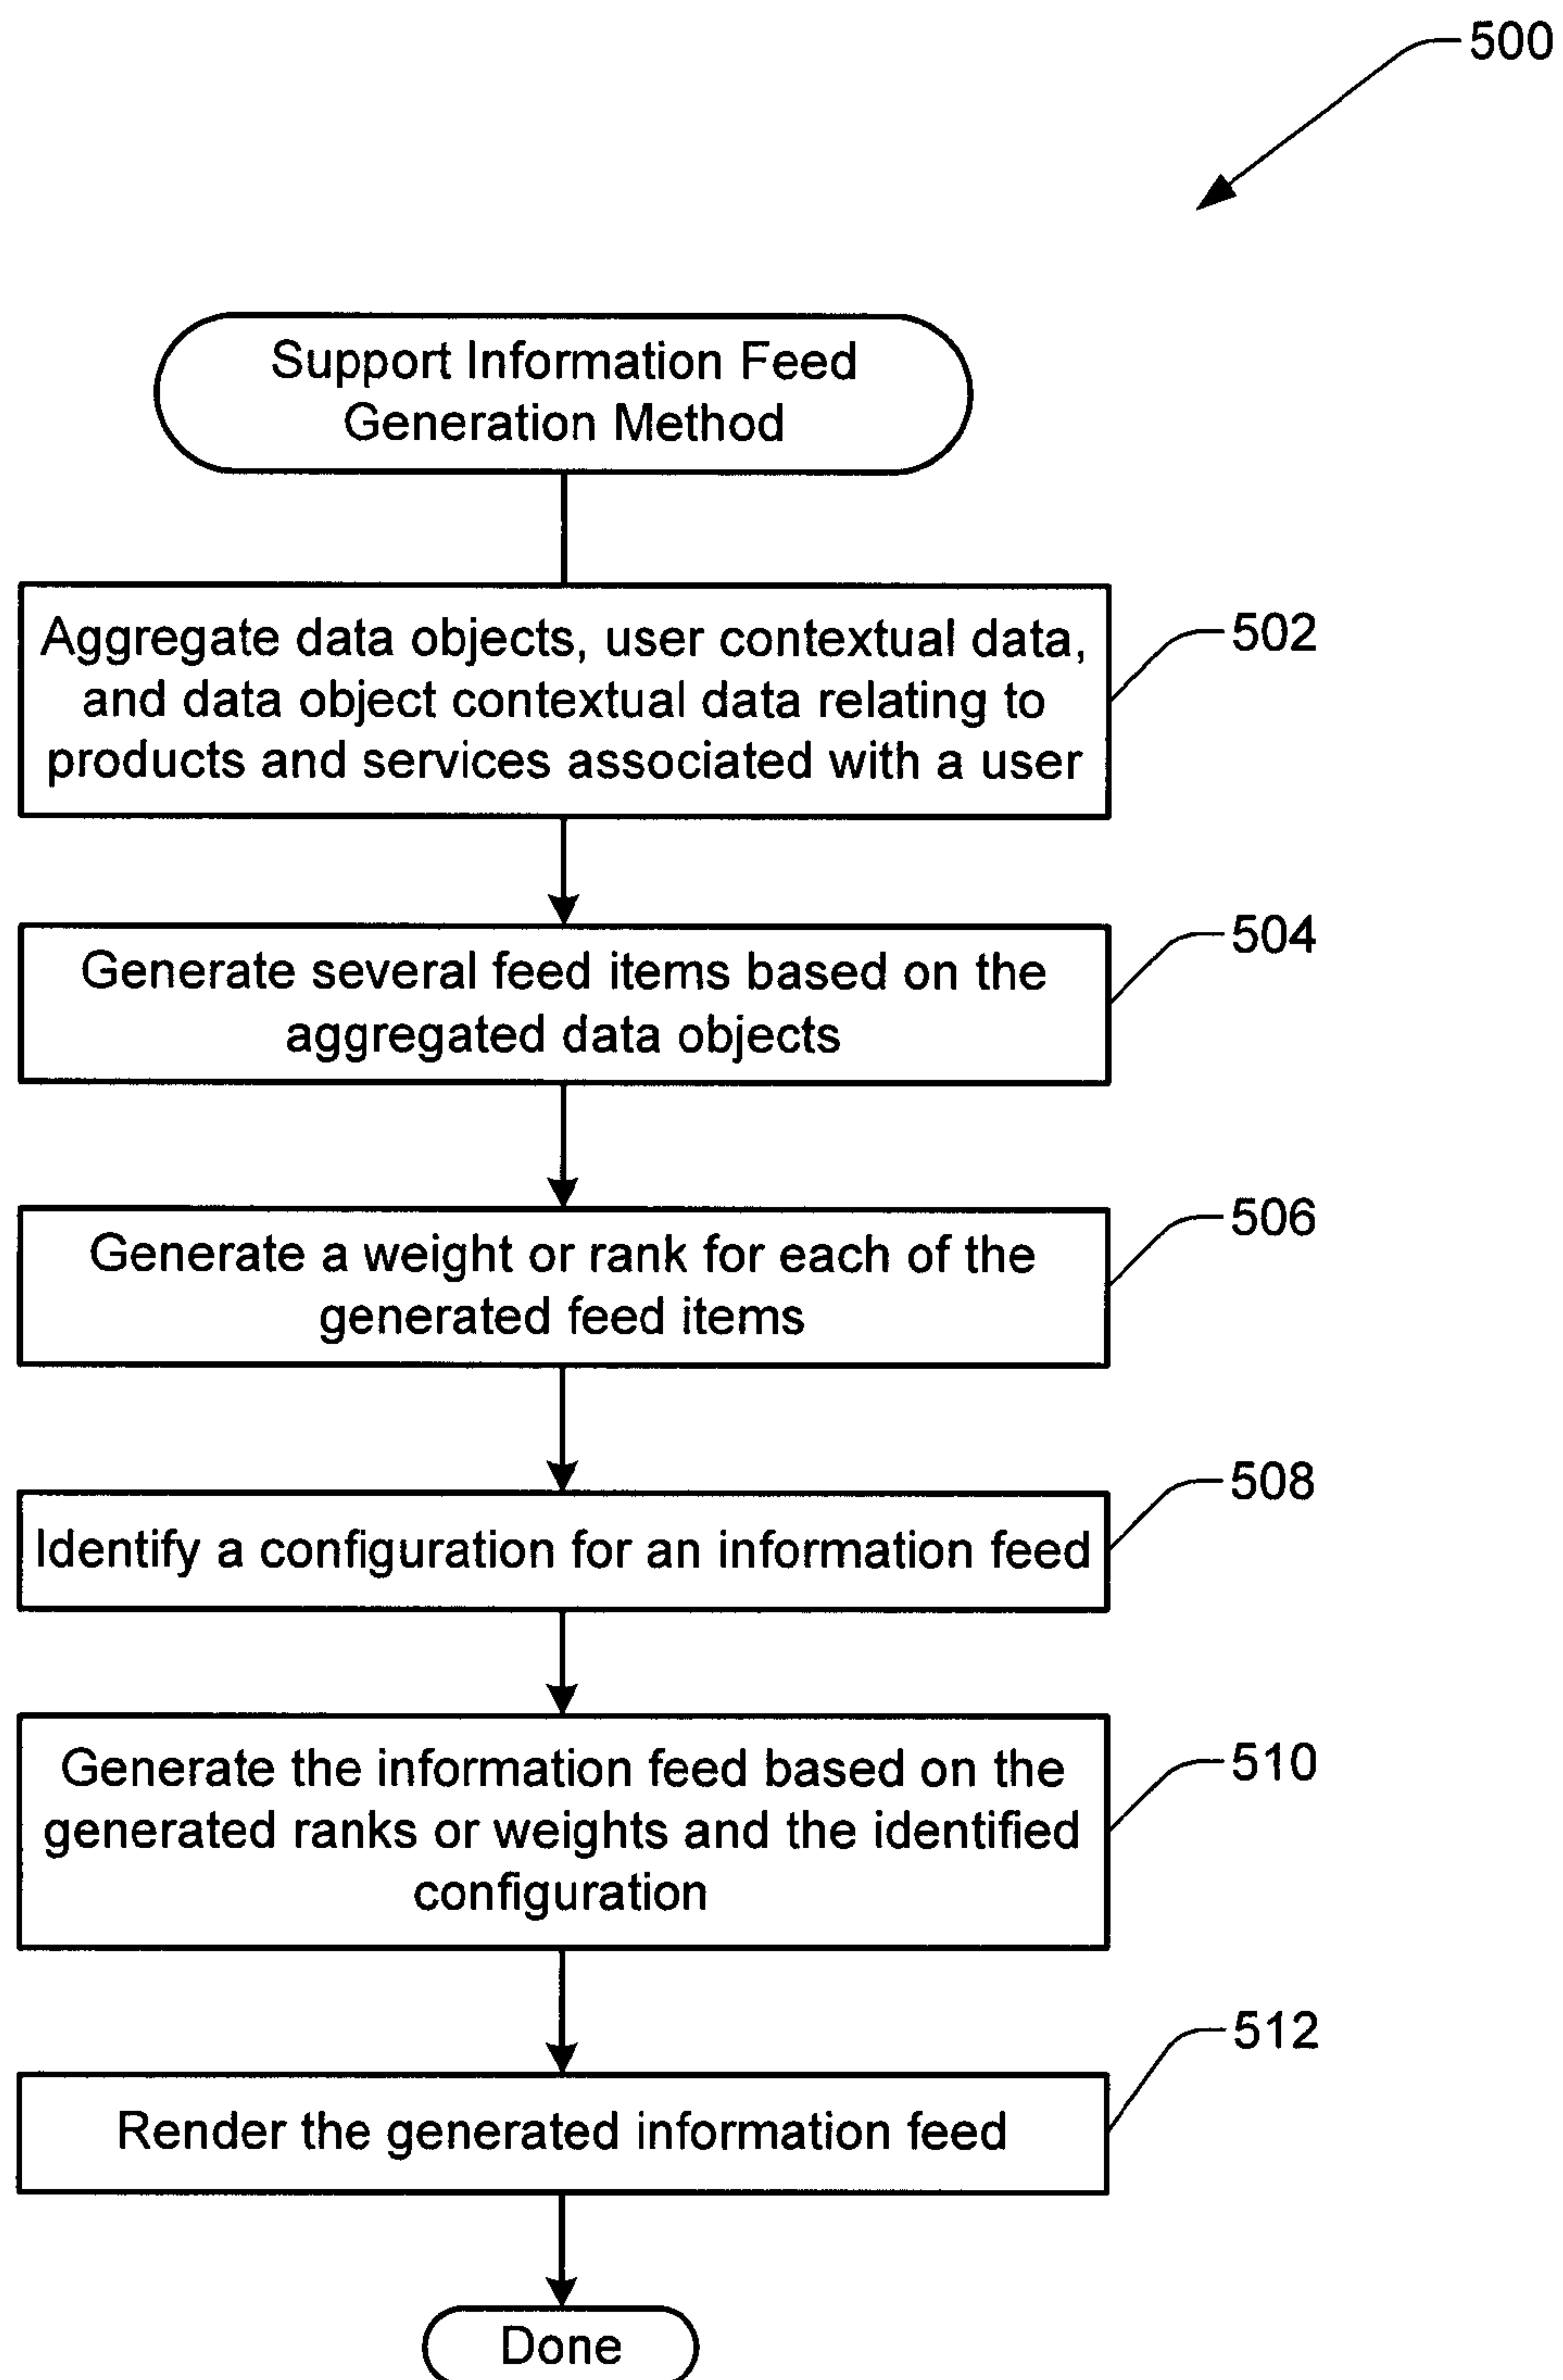 500
Support Information Feed
Generation Method
Aggregate data objects, user contextual data,
and data object contextual data relating to
products and services associated with a user
502
Generate several feed items based on the
aggregated data objects
504
Generate a weight or rank for each of the
generated feed items
506
Identify a configuration for an information feed
508
Generate the information feed based on the
generated ranks or weights and the identified
configuration
510
Render the generated information feed
512
Done